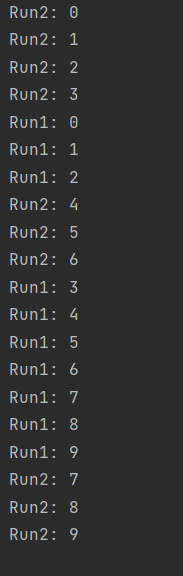 Run2: 0
Run2: 1
Run2: 2
Run2: 3
Run1: 0
Run1: 1
Run1: 2
Run2: 4
Run2: 5
Run2: 6
Run1: 3
Run1: 4
Run1: 5
Run1: 6
Run1: 7
Run1: 8
Run1: 9
Run2: 7
Run2: 8
Run2: 9